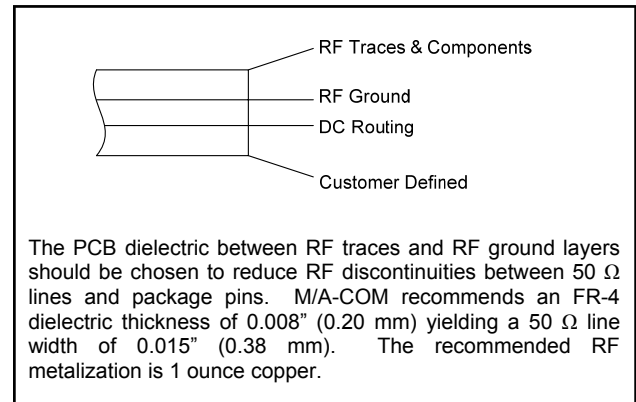 RF Traces & Components
RF Ground
DC Routing
Customer Defined
The PCB dielectric between RF traces and RF ground layers
should be chosen to reduce RF discontinuities between 50 Ω
lines and package pins. M/A-COM recommends an FR-4
dielectric thickness of 0.008” (0.20 mm) yielding a 50 Ω line
width of 0.015” (0.38 mm). The recommended RF
metalization is 1 ounce copper.